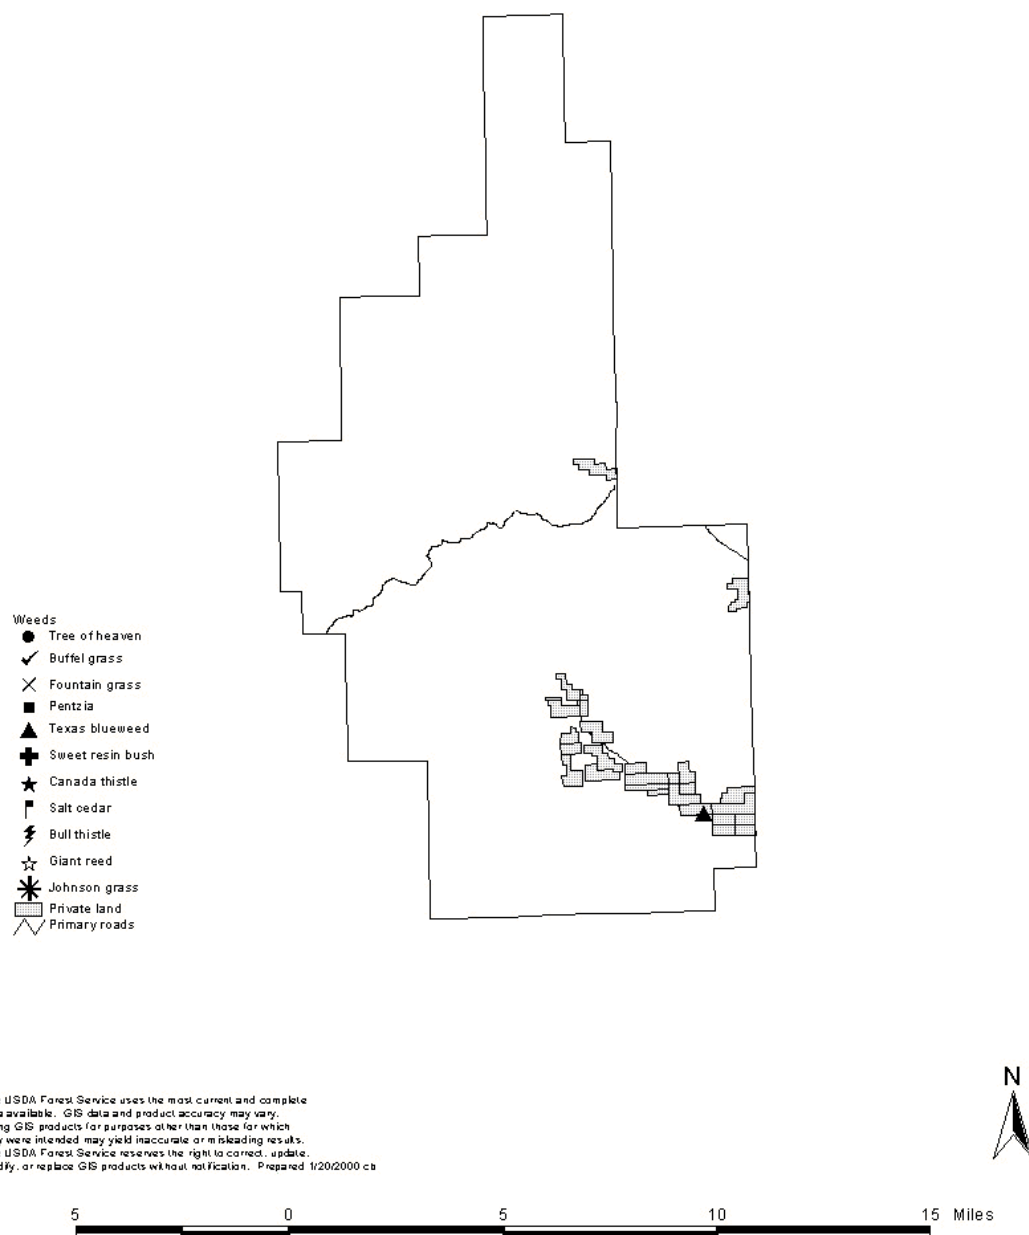 Weeds
Tree of heaven
Buffel grass
Fountain grass
Pentzia
Texas blueweed
Sweet resin bush
Canada thistle
Salt cedar
Bull thistle
Giant reed
Johnson grass
Private land
Primary roads
N
USDA Forest Service uses the most current and complete
available. GIS data and product accuracy may vary.
GIS products for purposes other than those for which
were intended may yield inaccurate or misleading results.
USDA Forest Service reserves the right to correct, update,
or replace GIS products without notification. Prepared 1/20/2000 cb
5 0 5 10 15 Miles